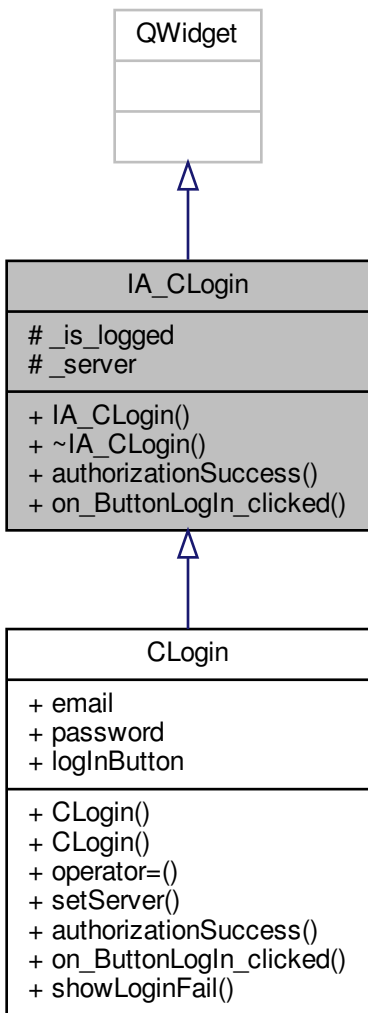 QWidget
IA_CLogin
# _is_logged
# _server
+ IA_CLogin()
+ ~IA_CLogin()
+ authorizationSuccess()
+ on_ButtonLogIn_clicked()
CLogin
+ email
+ password
+ logInButton
+ CLogin()
+ CLogin()
+ operator=()
+ setServer()
+ authorizationSuccess()
+ on_ButtonLogIn_clicked()
+ showLoginFail()